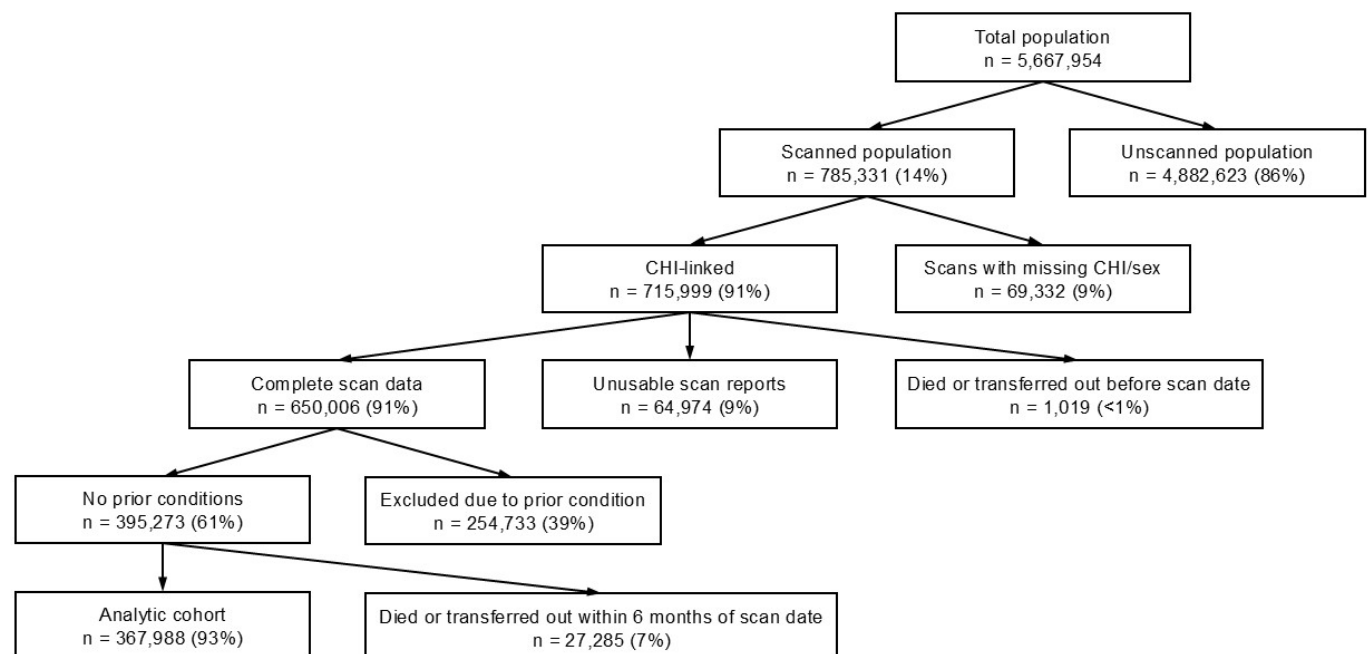 Total population
n = 5,667,954
Scanned population
n = 785,331 (14%)
Unscanned population
n = 4,882,623 (86%)
CHI-linked
n = 715,999 (91%)
Scans with missing CHI/sex
n = 69,332 (9%)
Complete scan data
n = 650,006 (91%)
Unusable scan reports
n = 64,974 (9%)
Died or transferred out before scan date
n = 1,019 (<1%)
No prior conditions
n = 395,273 (61%)
Excluded due to prior condition
n = 254,733 (39%)
Analytic cohort
n = 367,988 (93%)
Died or transferred out within 6 months of scan date
n = 27,285 (7%)